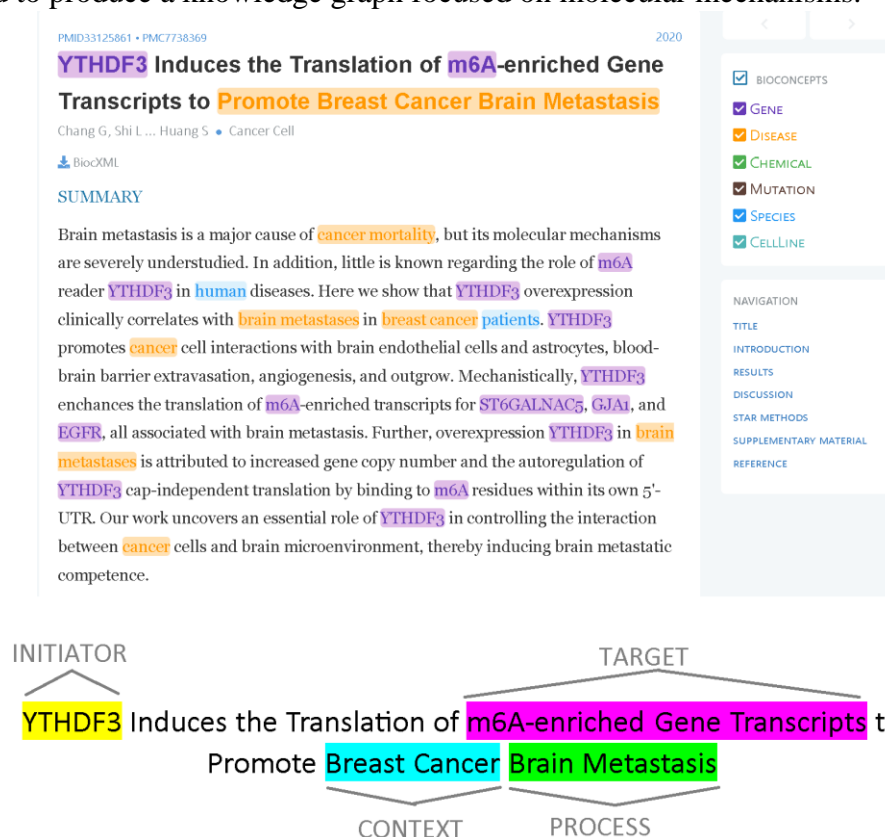 d to produce a knowledge graph focused on molecular mechanisms.
PMID33125861 • PMC7738369
2020
YTHDF3 Induces the Translation of m6A-enriched Gene
Transcripts to Promote Breast Cancer Brain Metastasis
Chang G, Shi L ... Huang S • Cancer Cell
BiocXML
SUMMARY
Brain metastasis is a major cause of cancer mortality, but its molecular mechanisms
are severely understudied. In addition, little is known regarding the role of m6A
reader YTHDF3 in human diseases. Here we show that YTHDF3 overexpression
clinically correlates with brain metastases in breast cancer patients. YTHDF3
promotes cancer cell interactions with brain endothelial cells and astrocytes, blood-
brain barrier extravasation, angiogenesis, and outgrow. Mechanistically, YTHDF3
enchances the translation of m6A-enriched transcripts for ST6GALNAC5, GJA1, and
EGFR, all associated with brain metastasis. Further, overexpression YTHDF3 in brain
metastases is attributed to increased gene copy number and the autoregulation of
YTHDF3 cap-independent translation by binding to m6A residues within its own 5'-
UTR. Our work uncovers an essential role of YTHDF3 in controlling the interaction
between cancer cells and brain microenvironment, thereby inducing brain metastatic
competence.
BIOCONCEPTS
GENE
DISEASE
CHEMICAL
MUTATION
SPECIES
CELLLINE
NAVIGATION
TITLE
INTRODUCTION
RESULTS
DISCUSSION
STAR METHODS
SUPPLEMENTARY MATERIAL
REFERENCE
INITIATOR
TARGET
YTHDF3 Induces the Translation of m6A-enriched Gene Transcripts t
Promote Breast Cancer Brain Metastasis
CONTEXT
PROCESS